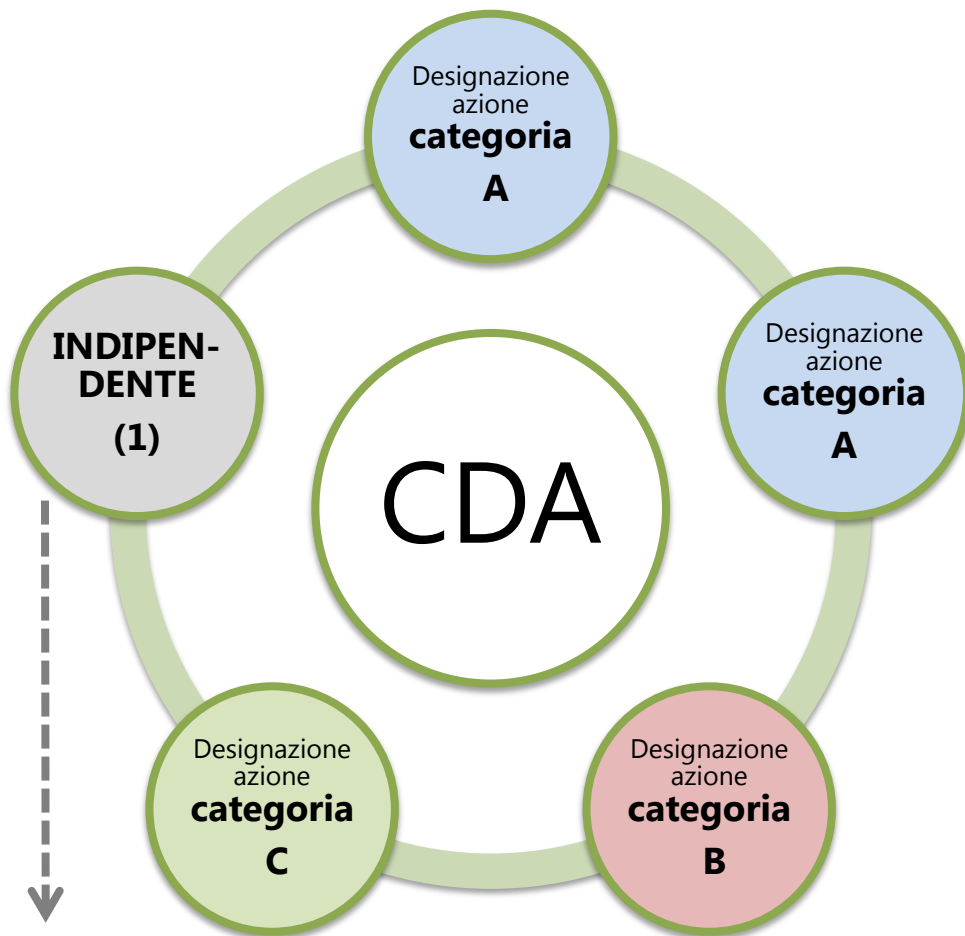 Designazione
azione
categoria
A
Designazione
azione
categoria
A
INDIPEN-
DENTE
(1)
CDA
Designazione
azione
categoria
C
Designazione
azione
categoria
B